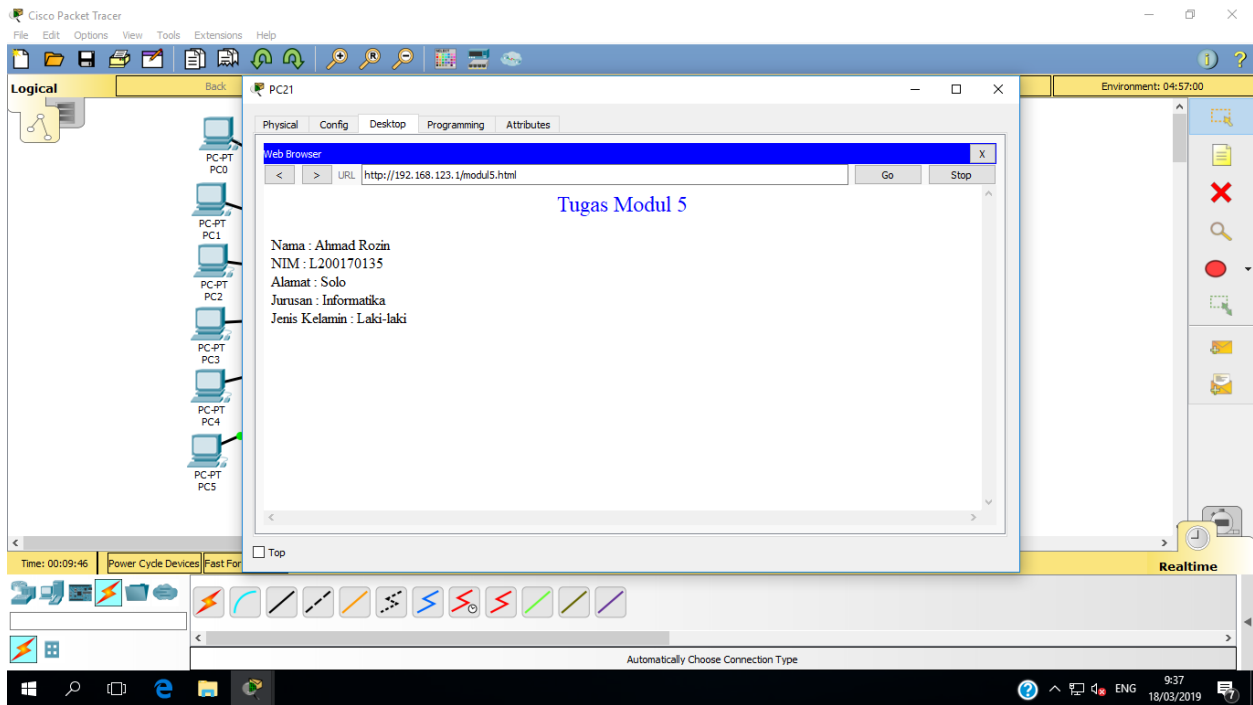 Cisco Packet Tracer
File Edit Options View Tools Extensions Help
Logical
Back
Environment: 04:57:00
PC21
Physical Config Desktop Programming Attributes
Web Browser
X
< > URL http://192.168.123.1/modul5.html Go Stop
Tugas Modul 5
Nama : Ahmad Rozin
NIM : L200170135
Alamat : Solo
Jurusan : Informatika
Jenis Kelamin : Laki-laki
PC-PT
PC0
PC-PT
PC1
PC-PT
PC2
PC-PT
PC3
PC-PT
PC4
PC-PT
PC5
Top
Time: 00:09:46 Power Cycle Devices Fast For
Realtime
Automatically Choose Connection Type
ENG
9:37
18/03/2019
7